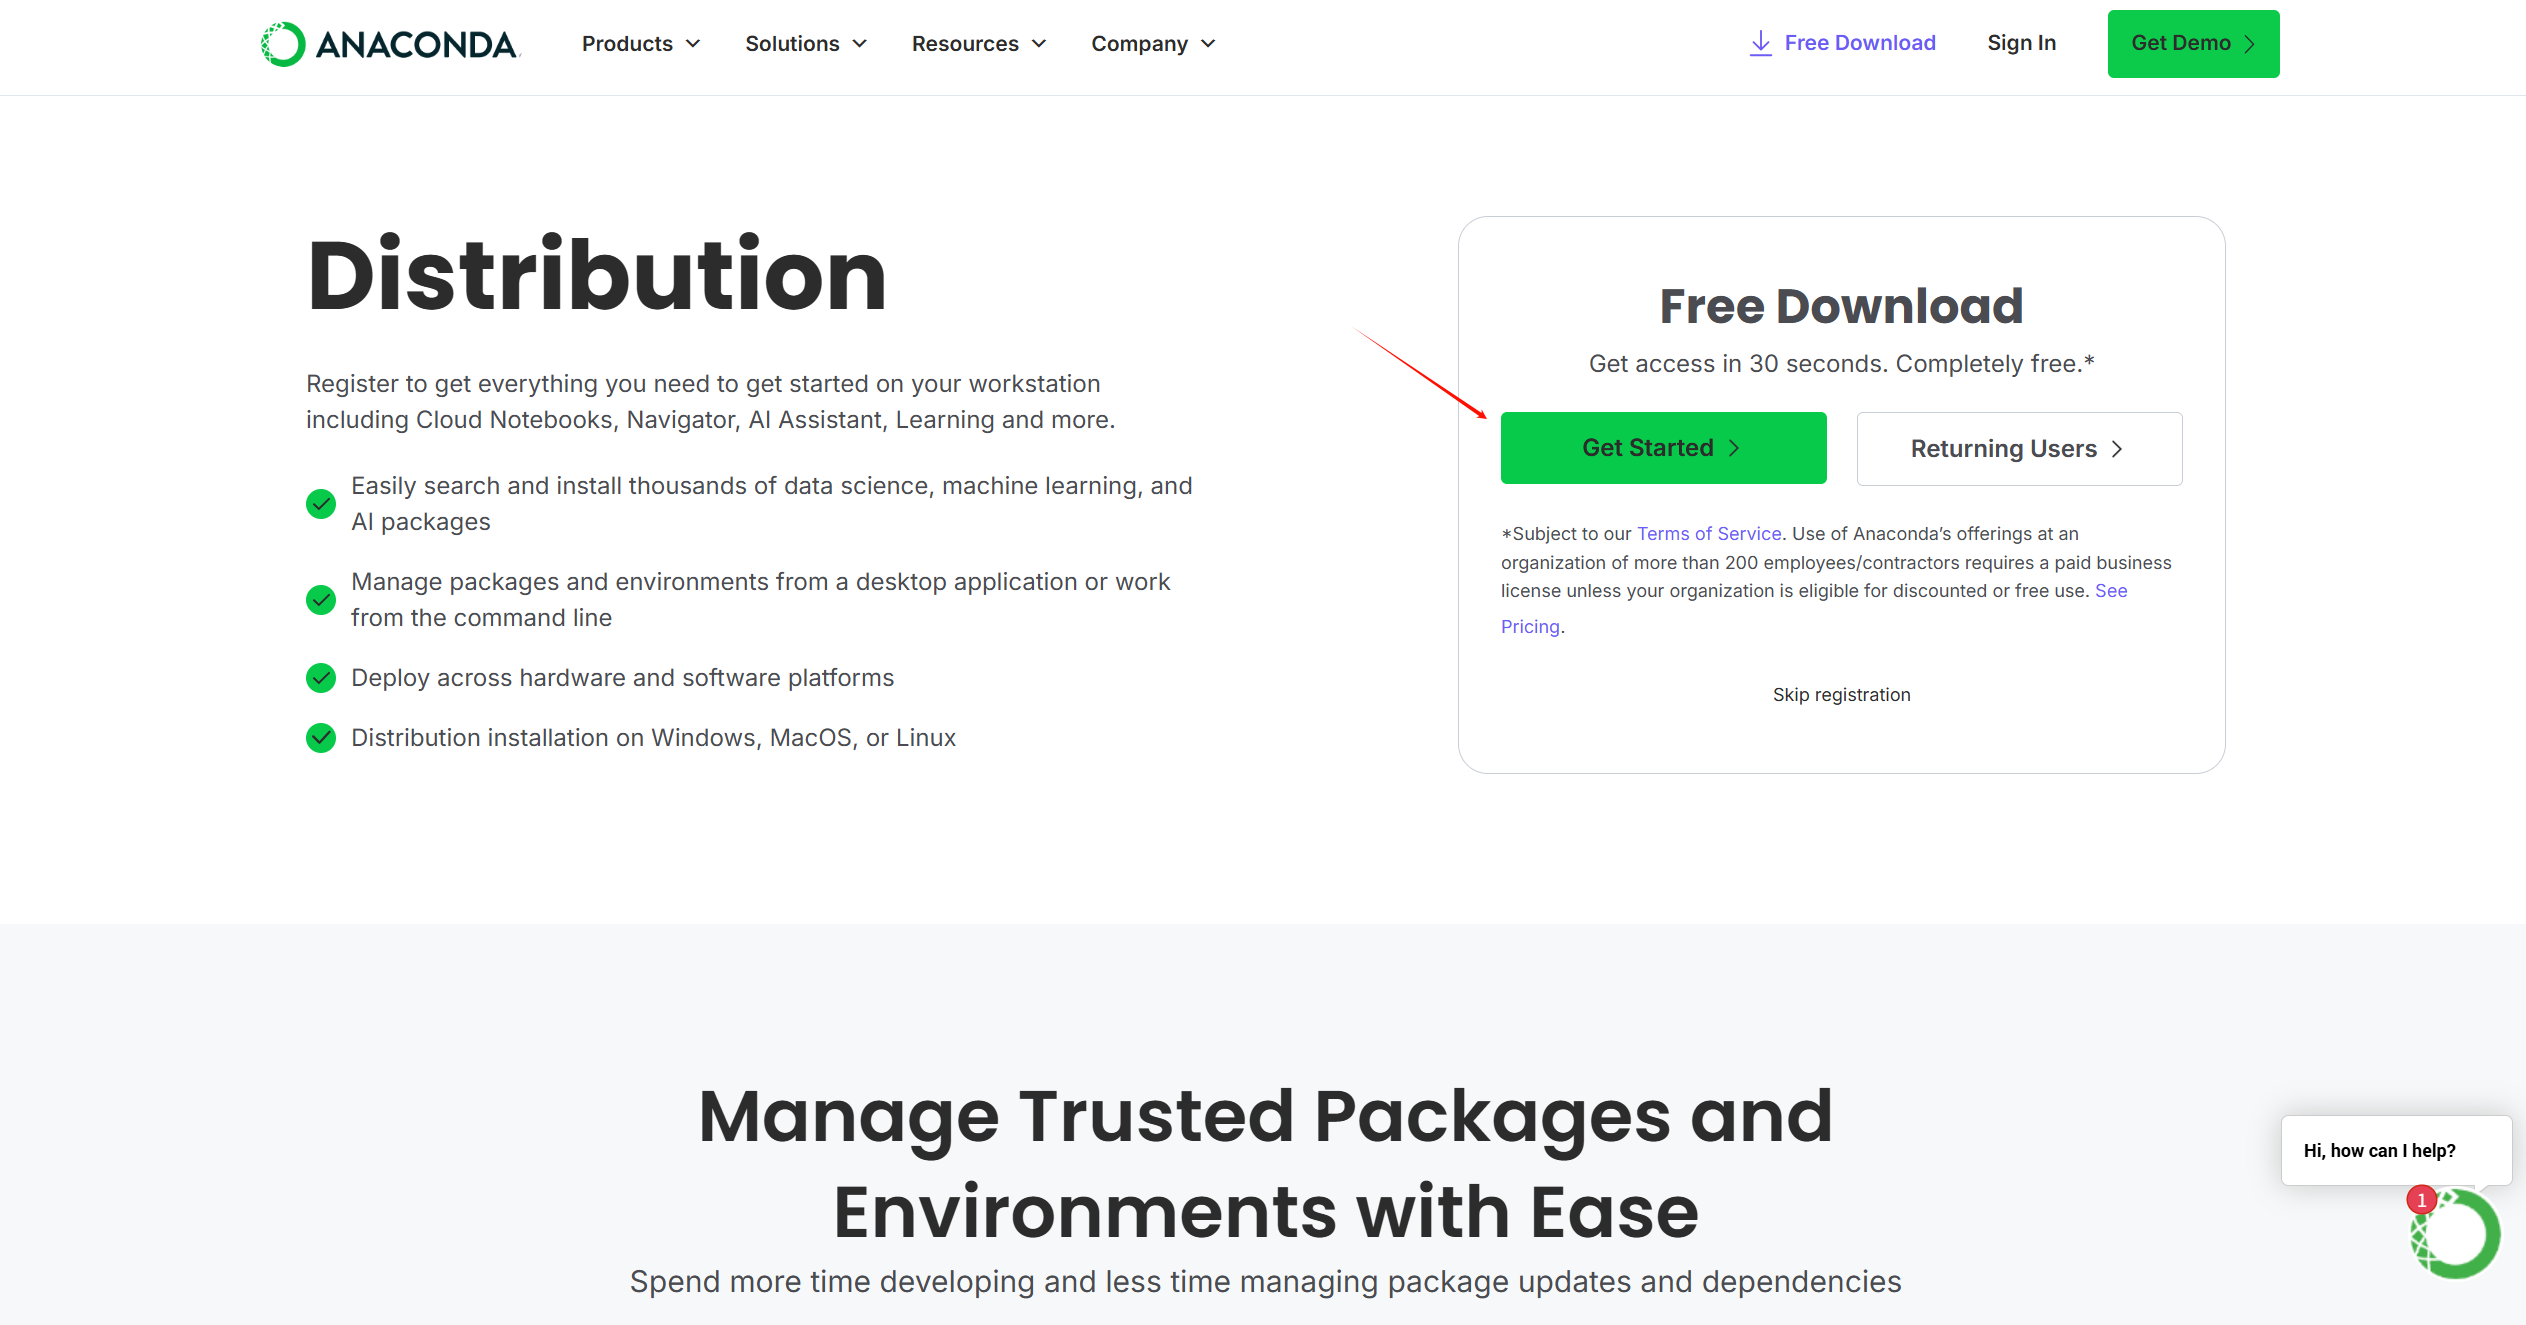 ANACONDA.
Products
Solutions
Resources
Company
Free Download
Sign In
Get Demo
Distribution
Register to get everything you need to get started on your workstation
including Cloud Notebooks, Navigator, AI Assistant, Learning and more.
Easily search and install thousands of data science, machine learning, and
AI packages
Manage packages and environments from a desktop application or work
from the command line
Deploy across hardware and software platforms
Distribution installation on Windows, MacOS, or Linux
Free Download
Get access in 30 seconds. Completely free.*
Get Started
Returning Users
*Subject to our Terms of Service. Use of Anaconda’s offerings at an
organization of more than 200 employees/contractors requires a paid business
license unless your organization is eligible for discounted or free use. See
Pricing.
Skip registration
Manage Trusted Packages and
Environments with Ease
Spend more time developing and less time managing package updates and dependencies
Hi, how can I help?
1